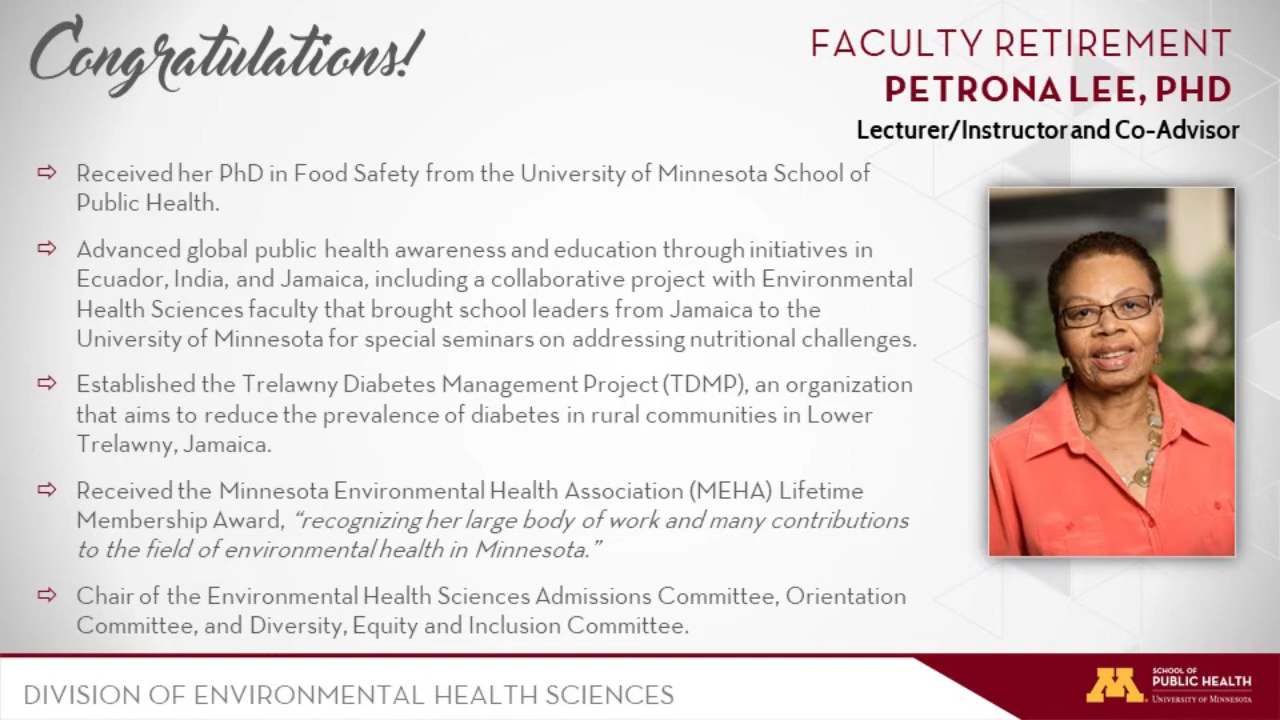 Congratulations!
FACULTY RETIREMENT
PETRONA LEE, PHD
Lecturer/Instructor and Co-Advisor
⇨ Received her PhD in Food Safety from the University of Minnesota School of
Public Health.
⇨ Advanced global public health awareness and education through initiatives in
Ecuador, India, and Jamaica, including a collaborative project with Environmental
Health Sciences faculty that brought school leaders from Jamaica to the
University of Minnesota for special seminars on addressing nutritional challenges.
⇨ Established the Trelawny Diabetes Management Project (TDMP), an organization
that aims to reduce the prevalence of diabetes in rural communities in Lower
Trelawny, Jamaica.
⇨ Received the Minnesota Environmental Health Association (MEHA) Lifetime
Membership Award, “recognizing her large body of work and many contributions
to the field of environmental health in Minnesota.”
⇨ Chair of the Environmental Health Sciences Admissions Committee, Orientation
Committee, and Diversity, Equity and Inclusion Committee.
DIVISION OF ENVIRONMENTAL HEALTH SCIENCES
M
SCHOOL OF
PUBLIC HEALTH
UNIVERSITY OF MINNESOTA